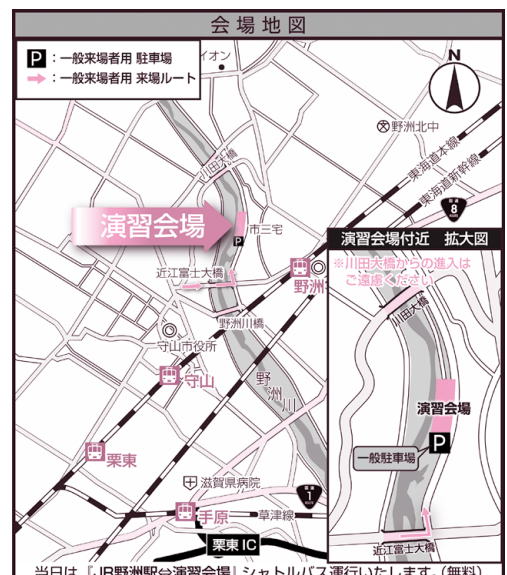 会場地図
P：一般来場者用 駐車場
：一般来場者用 来場ルート
イオン
N
野洲北中
川田大橋
東海道本線
東海道新幹線
国道
8
演習会場
市三宅
P
近江富士大橋
野洲
野洲川橋
守山市役所
守山
野洲川
栗東
滋賀県病院
1
手原
草津線
栗東 IC
演習会場付近 拡大図
※川田大橋からの進入は
ご遠慮ください
川田大橋
演習会場
P
一般駐車場
近江富士大橋
当日は『JR野洲駅⇔演習会場』シャトルバス運行いたします。（無料）